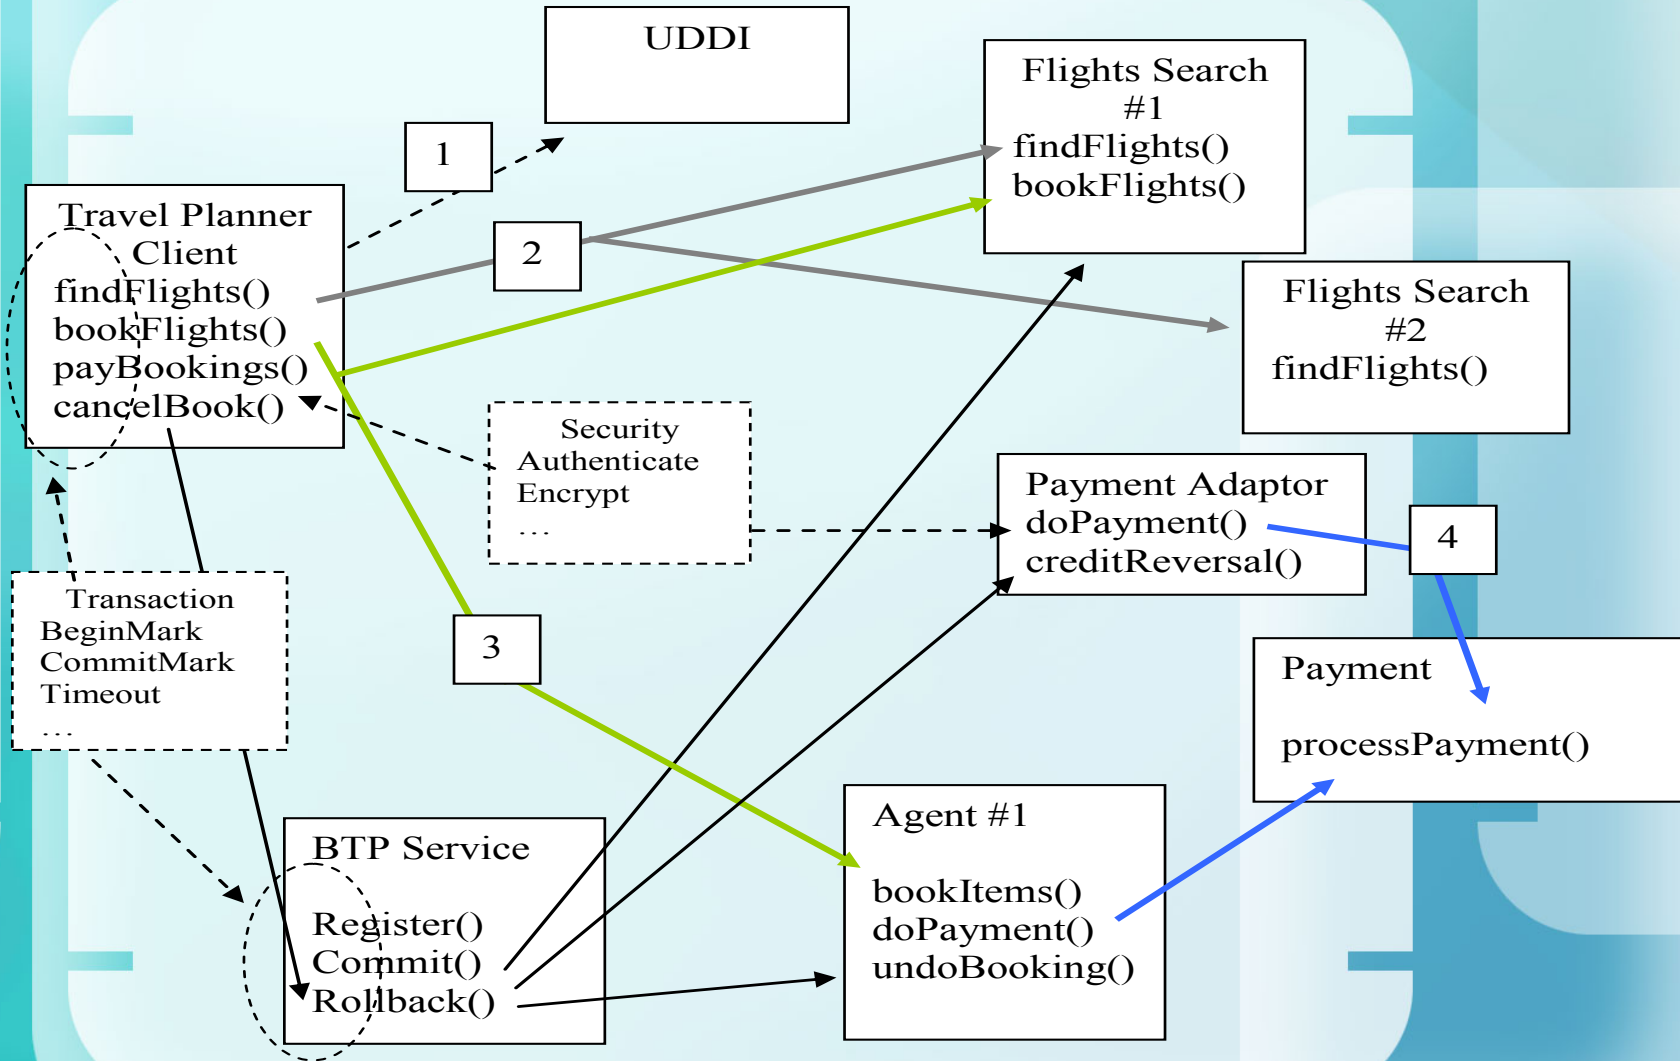 UDDI
Flights Search
#1
findFlights()
bookFlights()
1
Travel Planner
Client
findFlights()
bookFlights()
payBookings()
cancelBook()
2
Flights Search
#2
findFlights()
Security
Authenticate
Encrypt
...
Payment Adaptor
doPayment()
creditReversal()
4
Transaction
BeginMark
CommitMark
Timeout
...
3
Payment
processPayment()
BTP Service
Register()
Commit()
Rollback()
Agent #1
bookItems()
doPayment()
undoBooking()